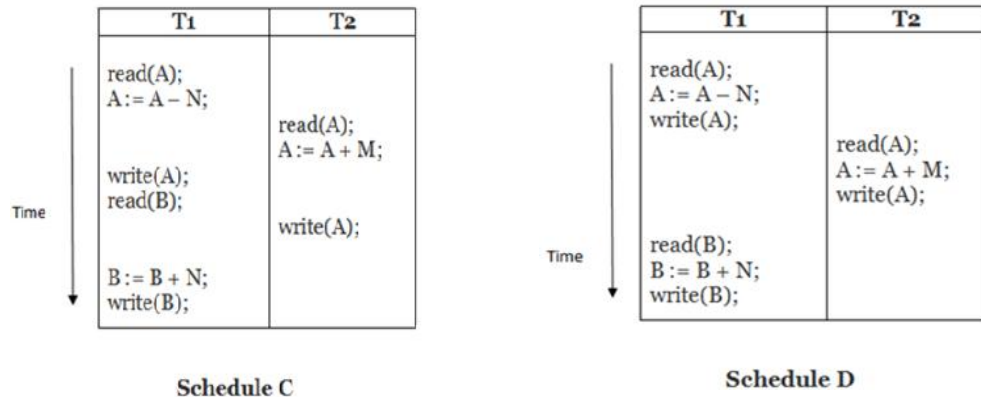 T1 T2
read(A);
A := A – N;
read(A);
A := A + M;
write(A);
read(B);
write(A);
B := B + N;
write(B);
Time
Schedule C
T1 T2
read(A);
A := A – N;
write(A);
read(A);
A := A + M;
write(A);
read(B);
B := B + N;
write(B);
Time
Schedule D